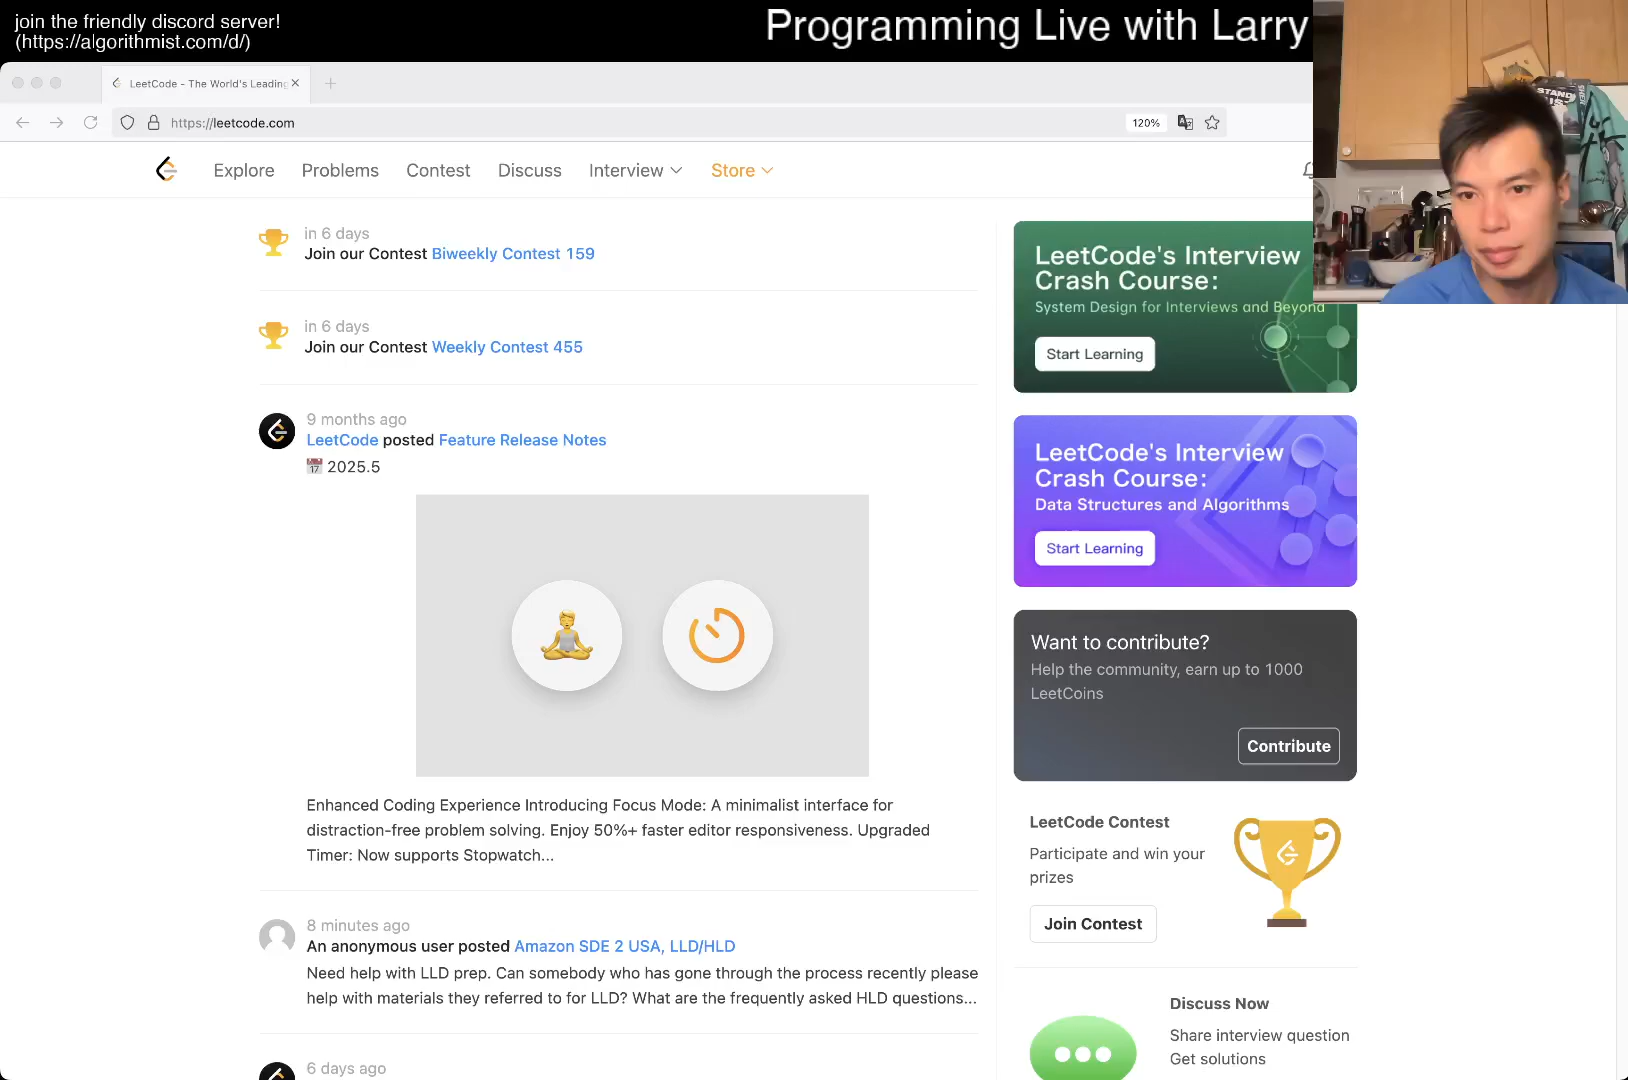 join the friendly discord server!
(https://algorithmist.com/d/)
Programming Live with Larry
LeetCode - The World's Leading
https://leetcode.com
120%
Explore
Problems
Contest
Discuss
Interview
Store
in 6 days
Join our Contest Biweekly Contest 159
in 6 days
Join our Contest Weekly Contest 455
9 months ago
LeetCode posted Feature Release Notes
17 2025.5
Enhanced Coding Experience Introducing Focus Mode: A minimalist interface for
distraction-free problem solving. Enjoy 50%+ faster editor responsiveness. Upgraded
Timer: Now supports Stopwatch...
8 minutes ago
An anonymous user posted Amazon SDE 2 USA, LLD/HLD
Need help with LLD prep. Can somebody who has gone through the process recently please
help with materials they referred to for LLD? What are the frequently asked HLD questions...
6 days ago
LeetCode's Interview
Crash Course:
System Design for Interviews and Beyond
Start Learning
LeetCode's Interview
Crash Course:
Data Structures and Algorithms
Start Learning
Want to contribute?
Help the community, earn up to 1000
LeetCoins
Contribute
LeetCode Contest
Participate and win your
prizes
Join Contest
Discuss Now
Share interview question
Get solutions
STAND